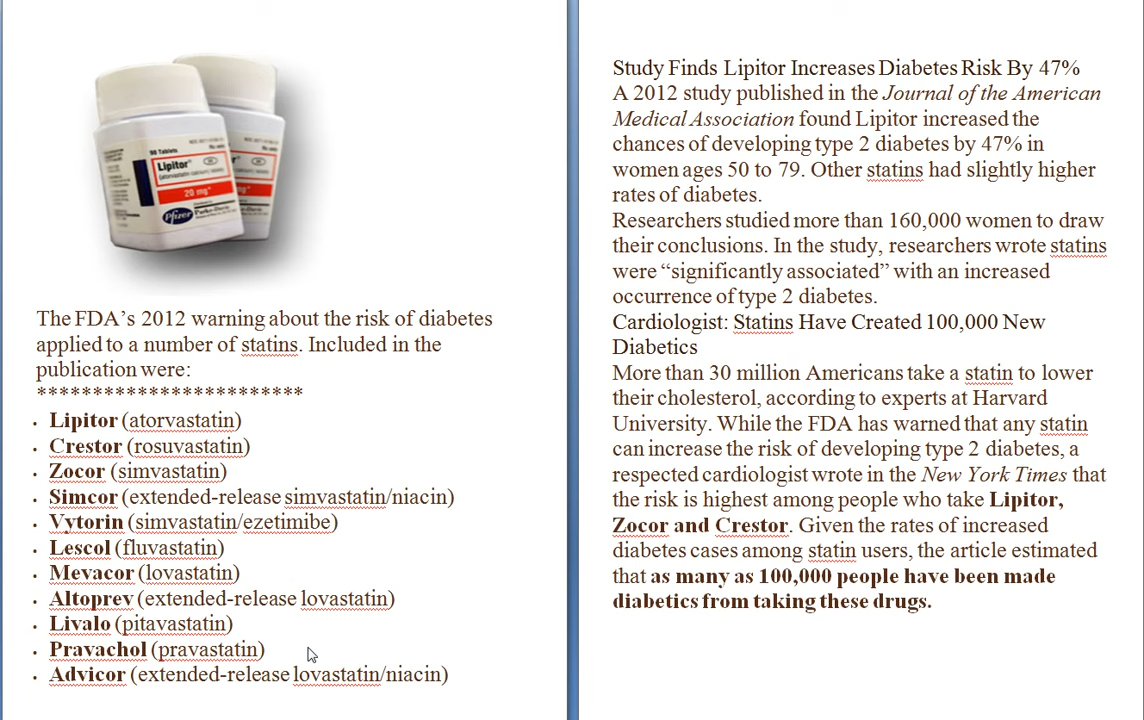 90 Tablets
Lipitor®
(atorvastatin calcium) tablets
20 mg*
Pfizer
Parke-Davis
The FDA’s 2012 warning about the risk of diabetes
applied to a number of statins. Included in the
publication were:
************************
• Lipitor (atorvastatin)
• Crestor (rosuvastatin)
• Zocor (simvastatin)
• Simcor (extended-release simvastatin/niacin)
• Vytorin (simvastatin/ezetimibe)
• Lescol (fluvastatin)
• Mevacor (lovastatin)
• Altoprev (extended-release lovastatin)
• Livalo (pitavastatin)
• Pravachol (pravastatin)
• Advicor (extended-release lovastatin/niacin)
Study Finds Lipitor Increases Diabetes Risk By 47%
A 2012 study published in the Journal of the American
Medical Association found Lipitor increased the
chances of developing type 2 diabetes by 47% in
women ages 50 to 79. Other statins had slightly higher
rates of diabetes.
Researchers studied more than 160,000 women to draw
their conclusions. In the study, researchers wrote statins
were “significantly associated” with an increased
occurrence of type 2 diabetes.
Cardiologist: Statins Have Created 100,000 New
Diabetics
More than 30 million Americans take a statin to lower
their cholesterol, according to experts at Harvard
University. While the FDA has warned that any statin
can increase the risk of developing type 2 diabetes, a
respected cardiologist wrote in the New York Times that
the risk is highest among people who take Lipitor,
Zocor and Crestor. Given the rates of increased
diabetes cases among statin users, the article estimated
that as many as 100,000 people have been made
diabetics from taking these drugs.